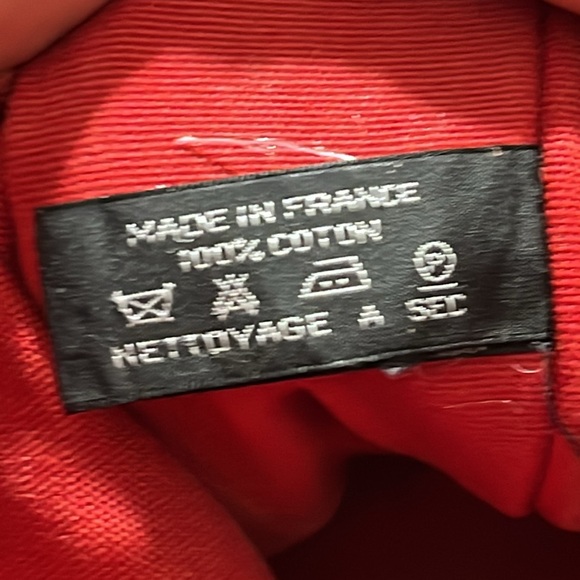 MADE IN FRANCE
100% COTON
P
NETTOYAGE A SEC